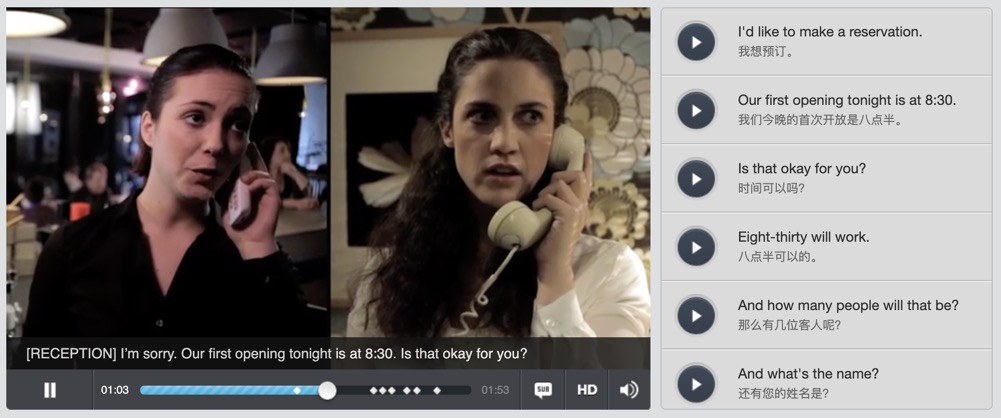 [RECEPTION] I'm sorry. Our first opening tonight is at 8:30. Is that okay for you?
01:03
01:53
SUB
HD
I'd like to make a reservation.
我想预订。
Our first opening tonight is at 8:30.
我们今晚的首次开放是八点半。
Is that okay for you?
时间可以吗?
Eight-thirty will work.
八点半可以的。
And how many people will that be?
那么有几位客人呢?
And what's the name?
还有您的姓名是?